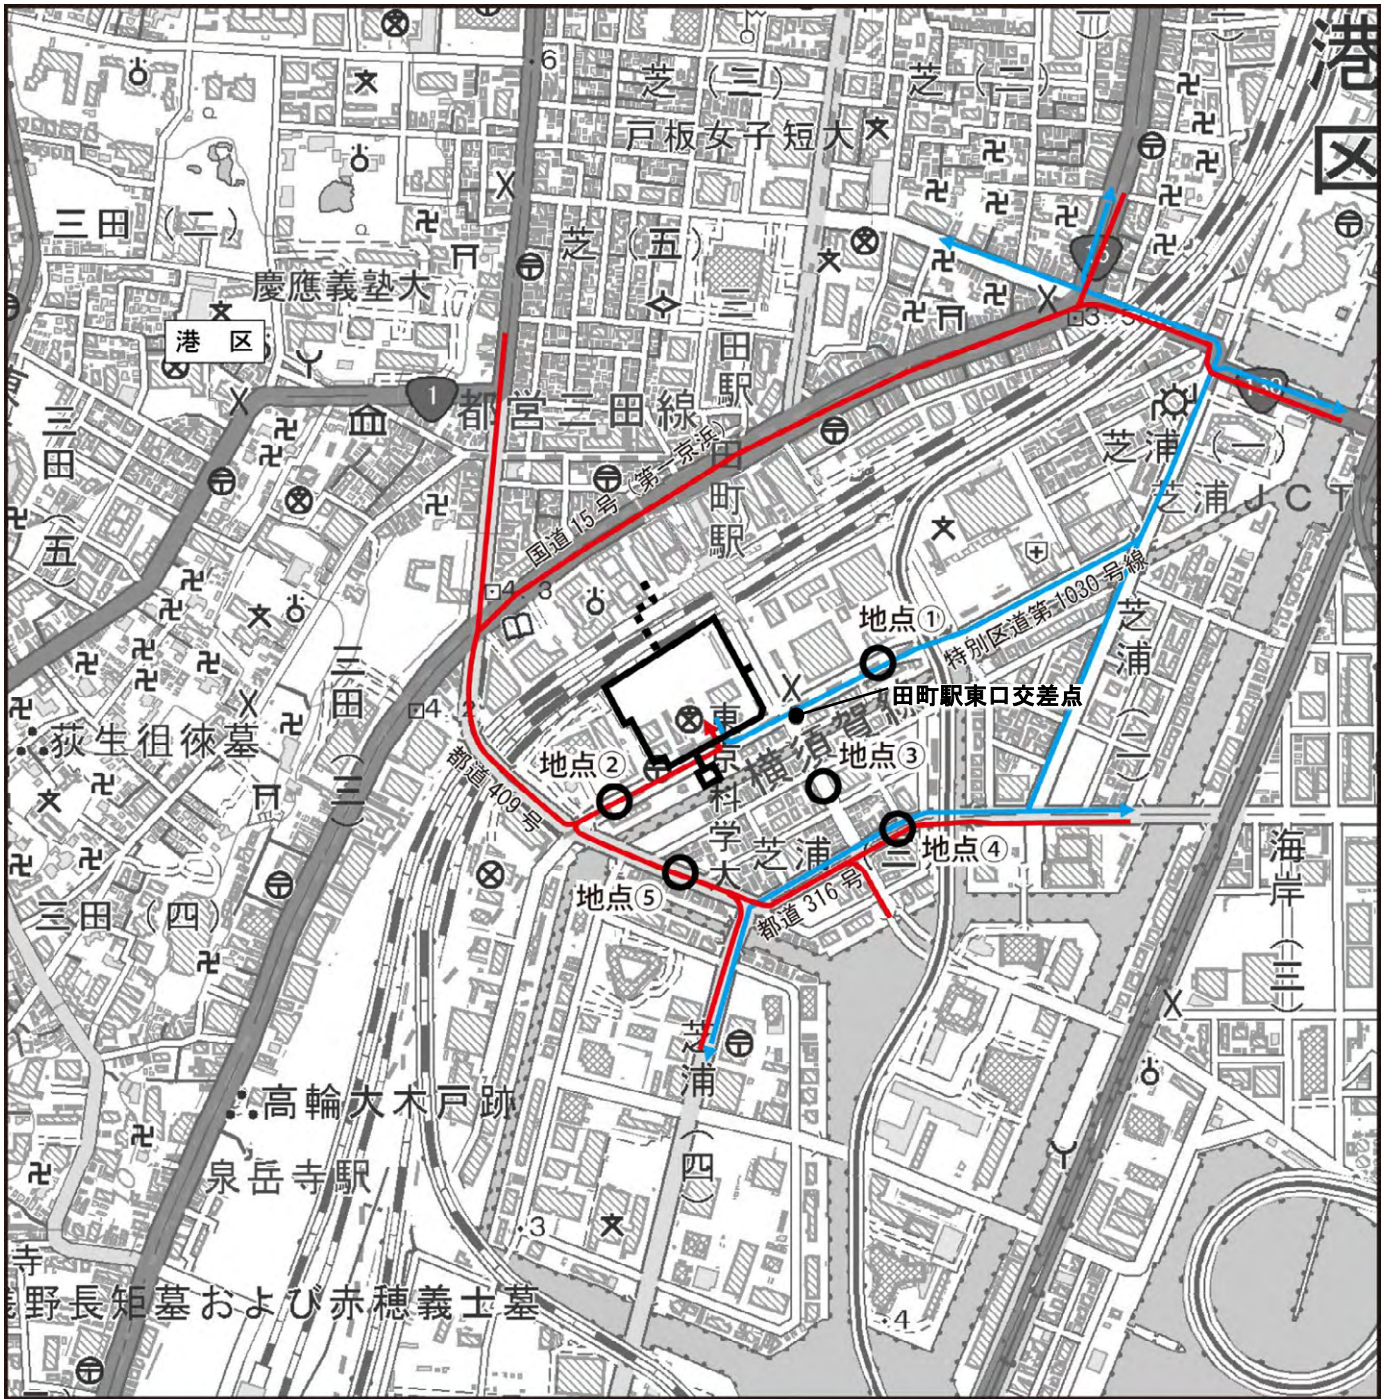 港区
6
芝(三)
芝(二)
戸板女子短大
三田(二)
芝(五)
慶應義塾大
港 区
1
都営三田線
三田駅
田町駅
国道15号(第一京浜)
3.5
芝浦(一)
芝浦JCT
三田(五)
4.3
特別区道第1030号線
地点①
田町駅東口交差点
芝浦(二)
三田(三)
4.2
荻生徂徠墓
都道409号
地点②
横須賀線
地点③
東京科学大
芝浦(三)
地点④
地点⑤
都道316号
海岸(三)
三田(四)
芝浦(四)
高輪大木戸跡
泉岳寺駅
3
寺
野長矩墓および赤穂義士墓
4